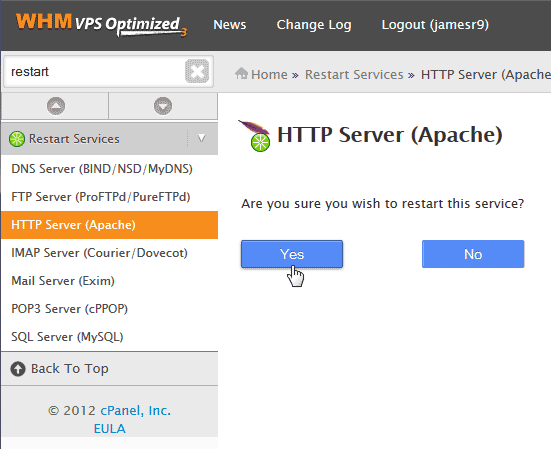 WHM VPS Optimized 3 News Change Log Logout (jamesr9)
restart
Home » Restart Services » HTTP Server (Apache
Restart Services
DNS Server (BIND/NSD/MyDNS)
FTP Server (ProFTPd/PureFTPd)
HTTP Server (Apache)
IMAP Server (Courier/Dovecot)
Mail Server (Exim)
POP3 Server (cPPOP)
SQL Server (MySQL)
Back To Top
© 2012 cPanel, Inc.
EULA
HTTP Server (Apache)
Are you sure you wish to restart this service?
Yes No